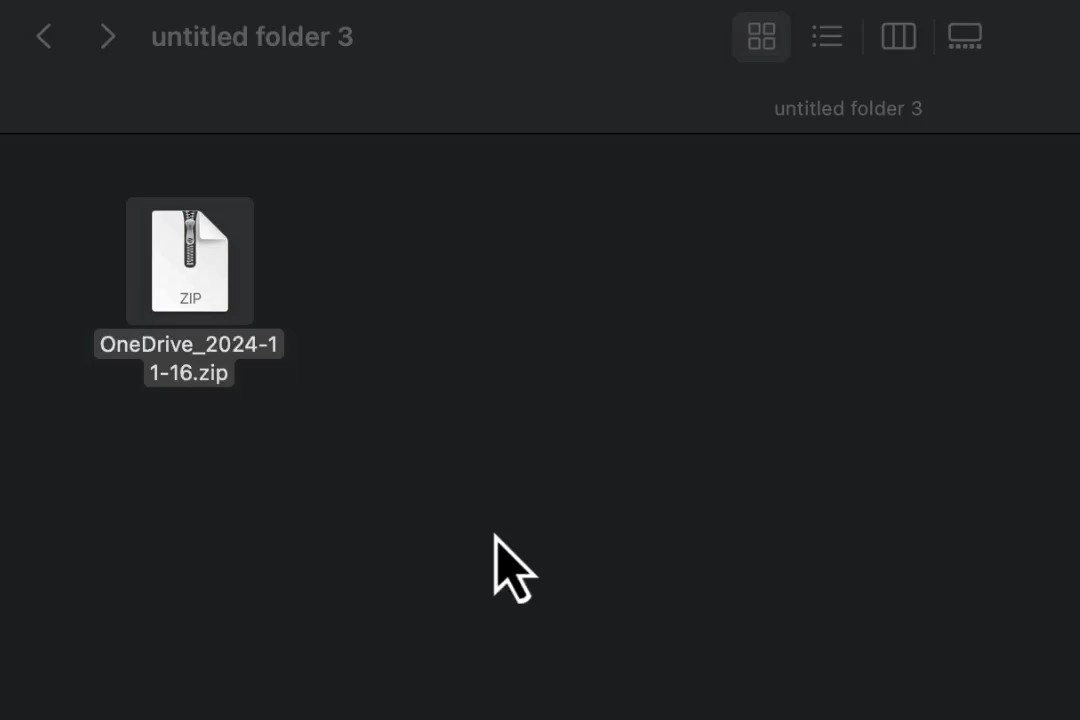 untitled folder 3
untitled folder 3
ZIP
OneDrive_2024-1
1-16.zip